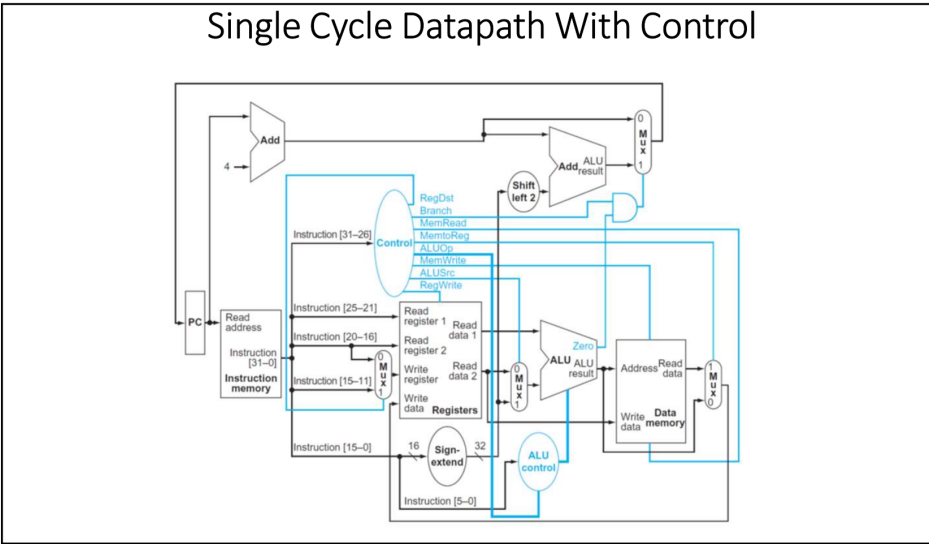 Single Cycle Datapath With Control
Add
4
0
M
u
x
1
Add
ALU
result
Shift
left 2
RegDst
Branch
MemRead
MemtoReg
ALUOp
MemWrite
ALUSrc
RegWrite
Instruction [31–26]
Control
PC
Read
address
Instruction
[31–0]
Instruction
memory
Instruction [25–21]
Instruction [20–16]
Instruction [15–11]
0
M
u
x
1
Read
register 1
Read
data 1
Read
register 2
Write
register
Read
data 2
Write
data
Registers
0
M
u
x
1
Zero
ALU
ALU
result
Address
Read
data
Write
data
Data
memory
1
M
u
x
0
Instruction [15–0]
16
Sign-
extend
32
ALU
control
Instruction [5–0]